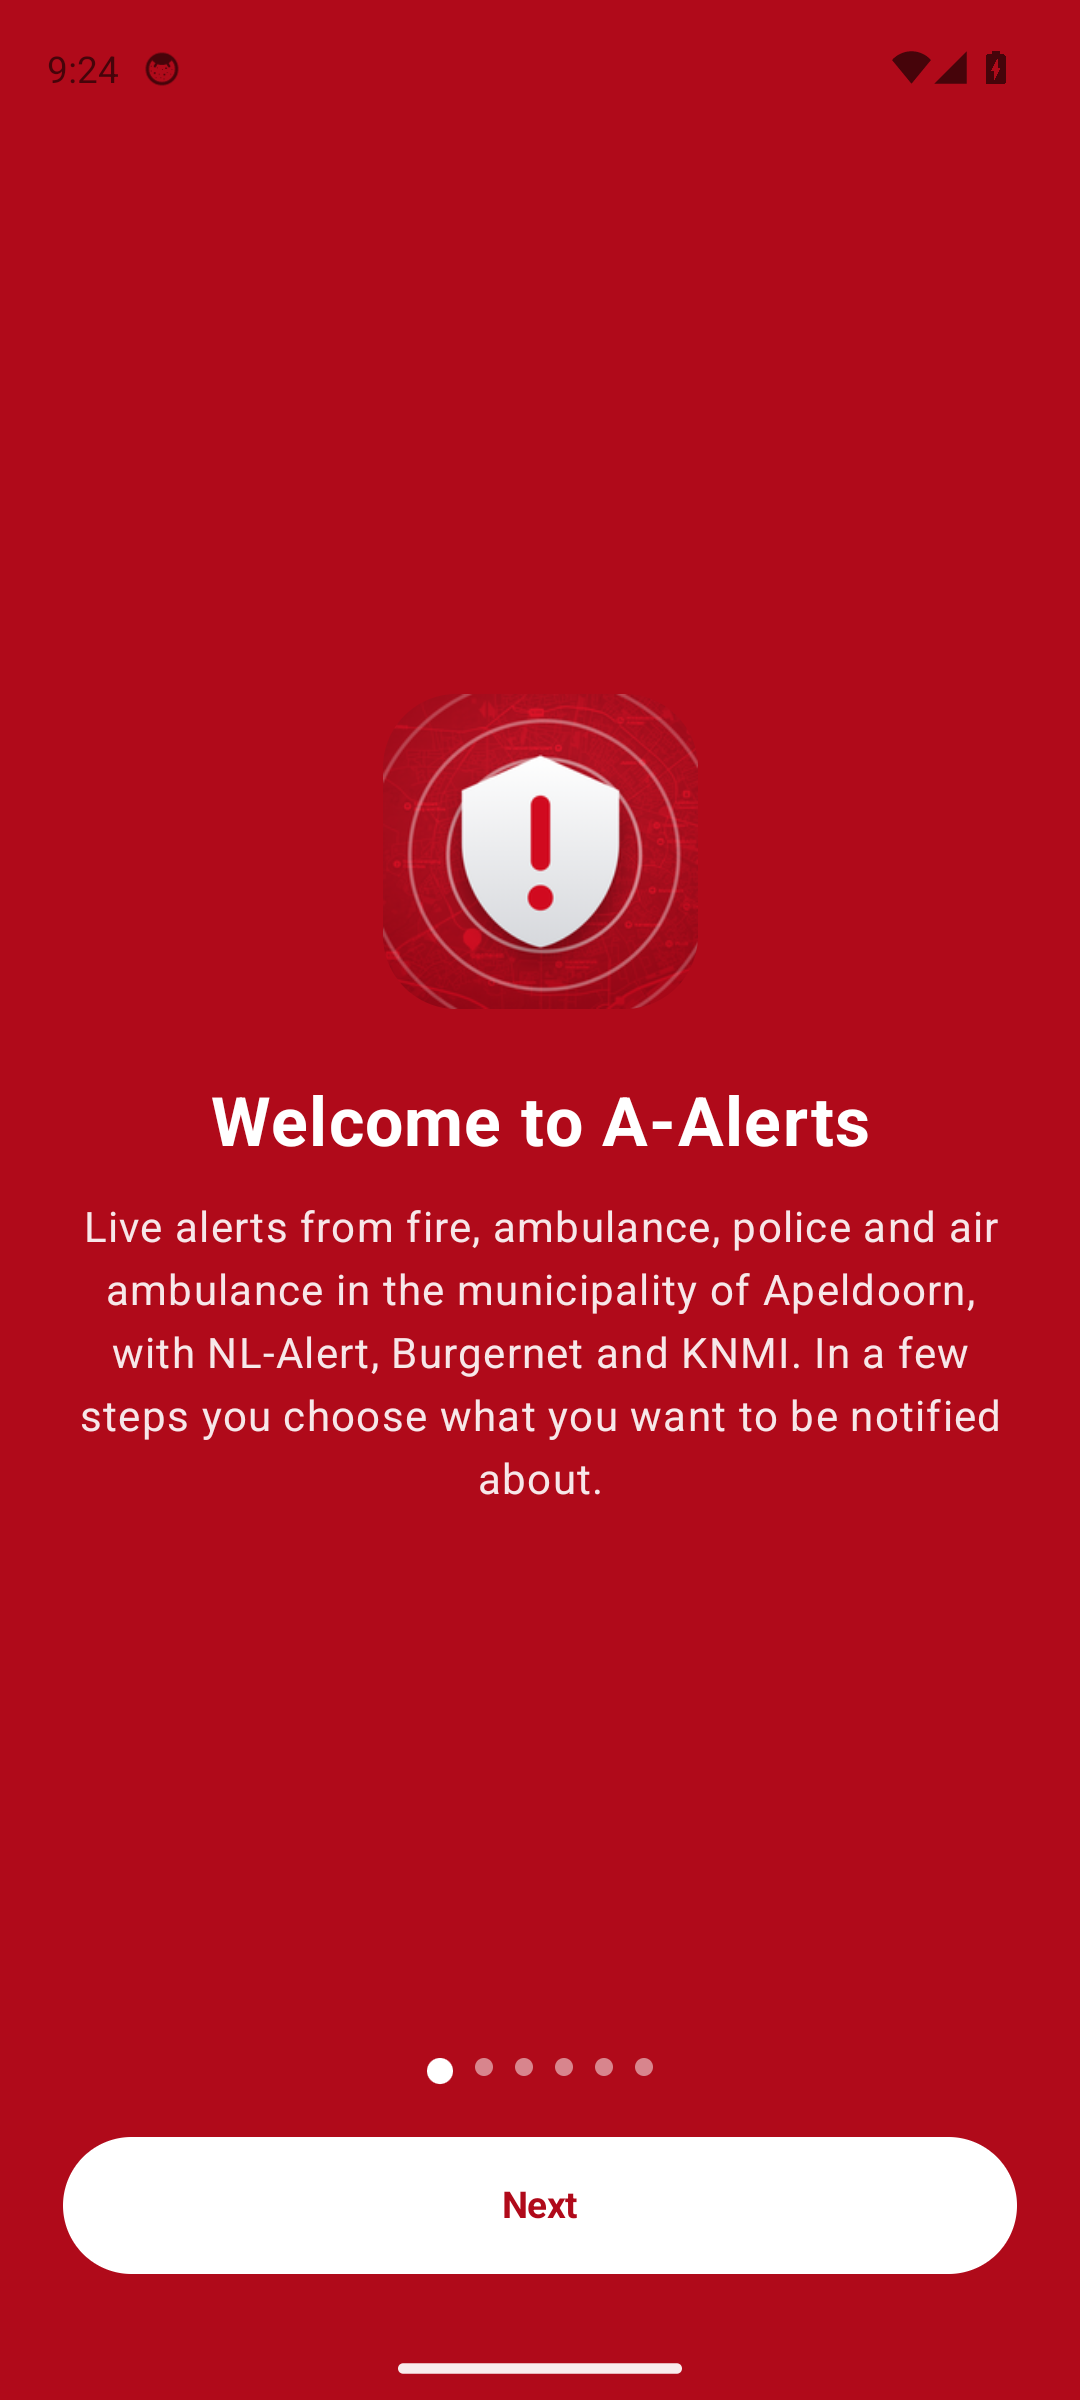 9:24
Welcome to A-Alerts
Live alerts from fire, ambulance, police and air
ambulance in the municipality of Apeldoorn,
with NL-Alert, Burgernet and KNMI. In a few
steps you choose what you want to be notified
about.
Next